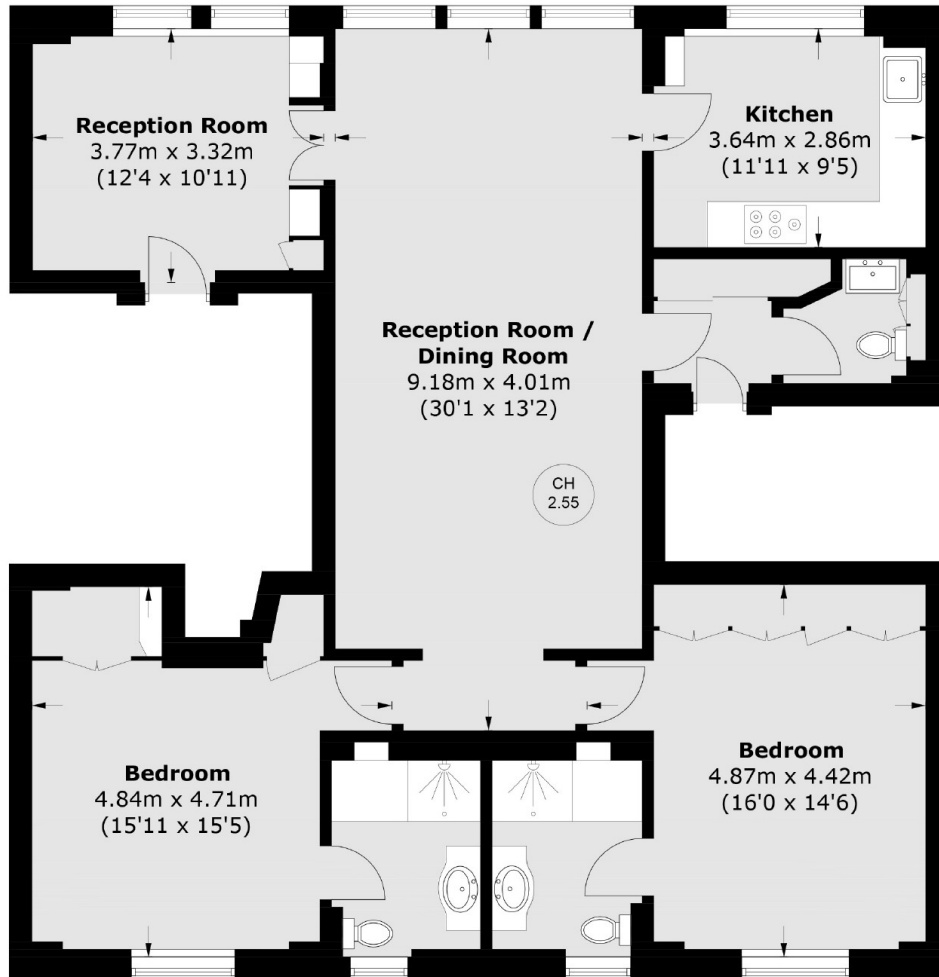 Reception Room
3.77m x 3.32m
(12'4 x 10'11)
Kitchen
3.64m x 2.86m
(11'11 x 9'5)
Reception Room /
Dining Room
9.18m x 4.01m
(30'1 x 13'2)
CH
2.55
Bedroom
4.84m x 4.71m
(15'11 x 15'5)
Bedroom
4.87m x 4.42m
(16'0 x 14'6)